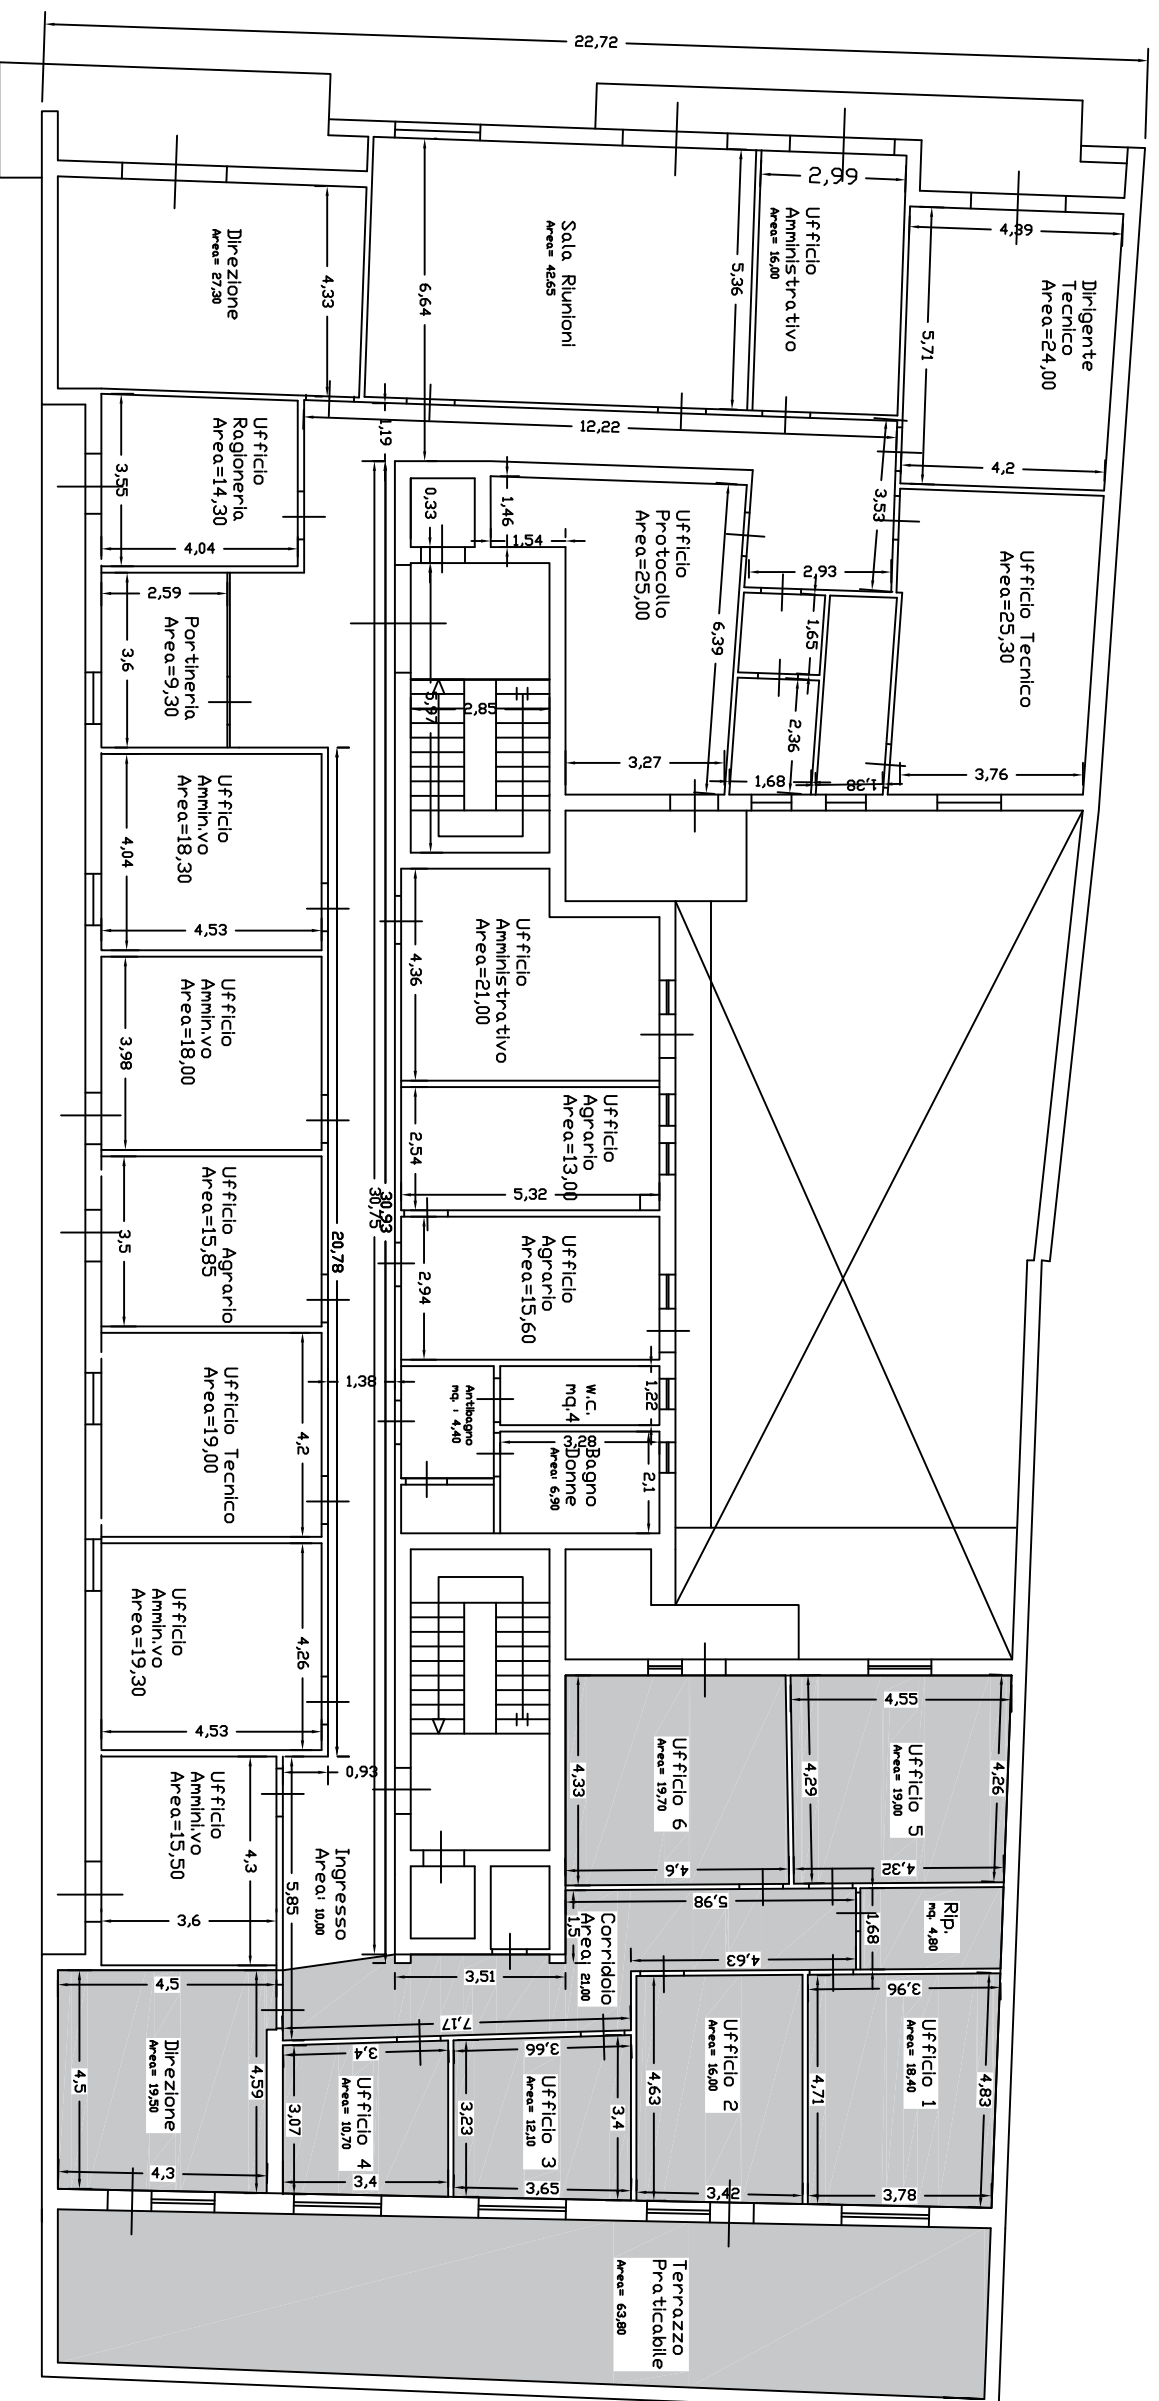 22,72
2,99
4,39
Dirigente
Tecnico
Area=24,00
5,71
4,2
Ufficio
Amministrativo
Area= 16,00
5,36
Sala Riunioni
Area= 42.65
6,64
Direzione
Area= 27,30
4,33
1,19
12,22
3,53
Ufficio
Ragioneria
Area=14,30
3,55
4,04
0,33
1,46
1,54
Ufficio
Protocollo
Area=25,00
6,39
3,27
2,93
1,65
2,36
1,68
1,38
Ufficio Tecnico
Area=25,30
3,76
2,59
Portineria
Area=9,30
3,6
5,97
2,85
Ufficio
Ammin.vo
Area=18,30
4,04
4,53
Ufficio
Amministrativo
Area=21,00
4,36
Ufficio
Ammin.vo
Area=18,00
3,98
Ufficio
Agrario
Area=13,00
2,54
5,32
30,93
30,75
20,78
Ufficio Agrario
Area=15,85
3,5
Ufficio
Agrario
Area=15,60
2,94
1,38
Ufficio Tecnico
Area=19,00
4,2
Antibagno
mq. : 4,40
w.c.
mq.4
1,22
3,28
Bagno
Donne
Area: 6,90
2,1
Ufficio
Ammin.vo
Area=19,30
4,26
4,53
0,93
Ufficio
Ammini.vo
Area=15,50
4,3
3,6
5,85
Ingresso
Area: 10,00
Ufficio 6
Area= 19,70
4,33
4,6
4,55
Ufficio 5
Area= 19,00
4,29
4,26
4,32
5,98
Rip.
mq. 4,80
1,68
1,5
Corridoio
Area: 21,00
4,63
3,51
7,17
4,5
Direzione
Area= 19,50
4,5
4,59
4,3
3,4
Ufficio 4
Area= 10,70
3,07
3,4
3,66
Ufficio 3
Area= 12,10
3,23
3,4
3,65
Ufficio 2
Area= 16,00
4,63
3,42
3,96
Ufficio 1
Area= 18,40
4,71
4,83
3,78
Terrazzo
Praticabile
Area= 63,80